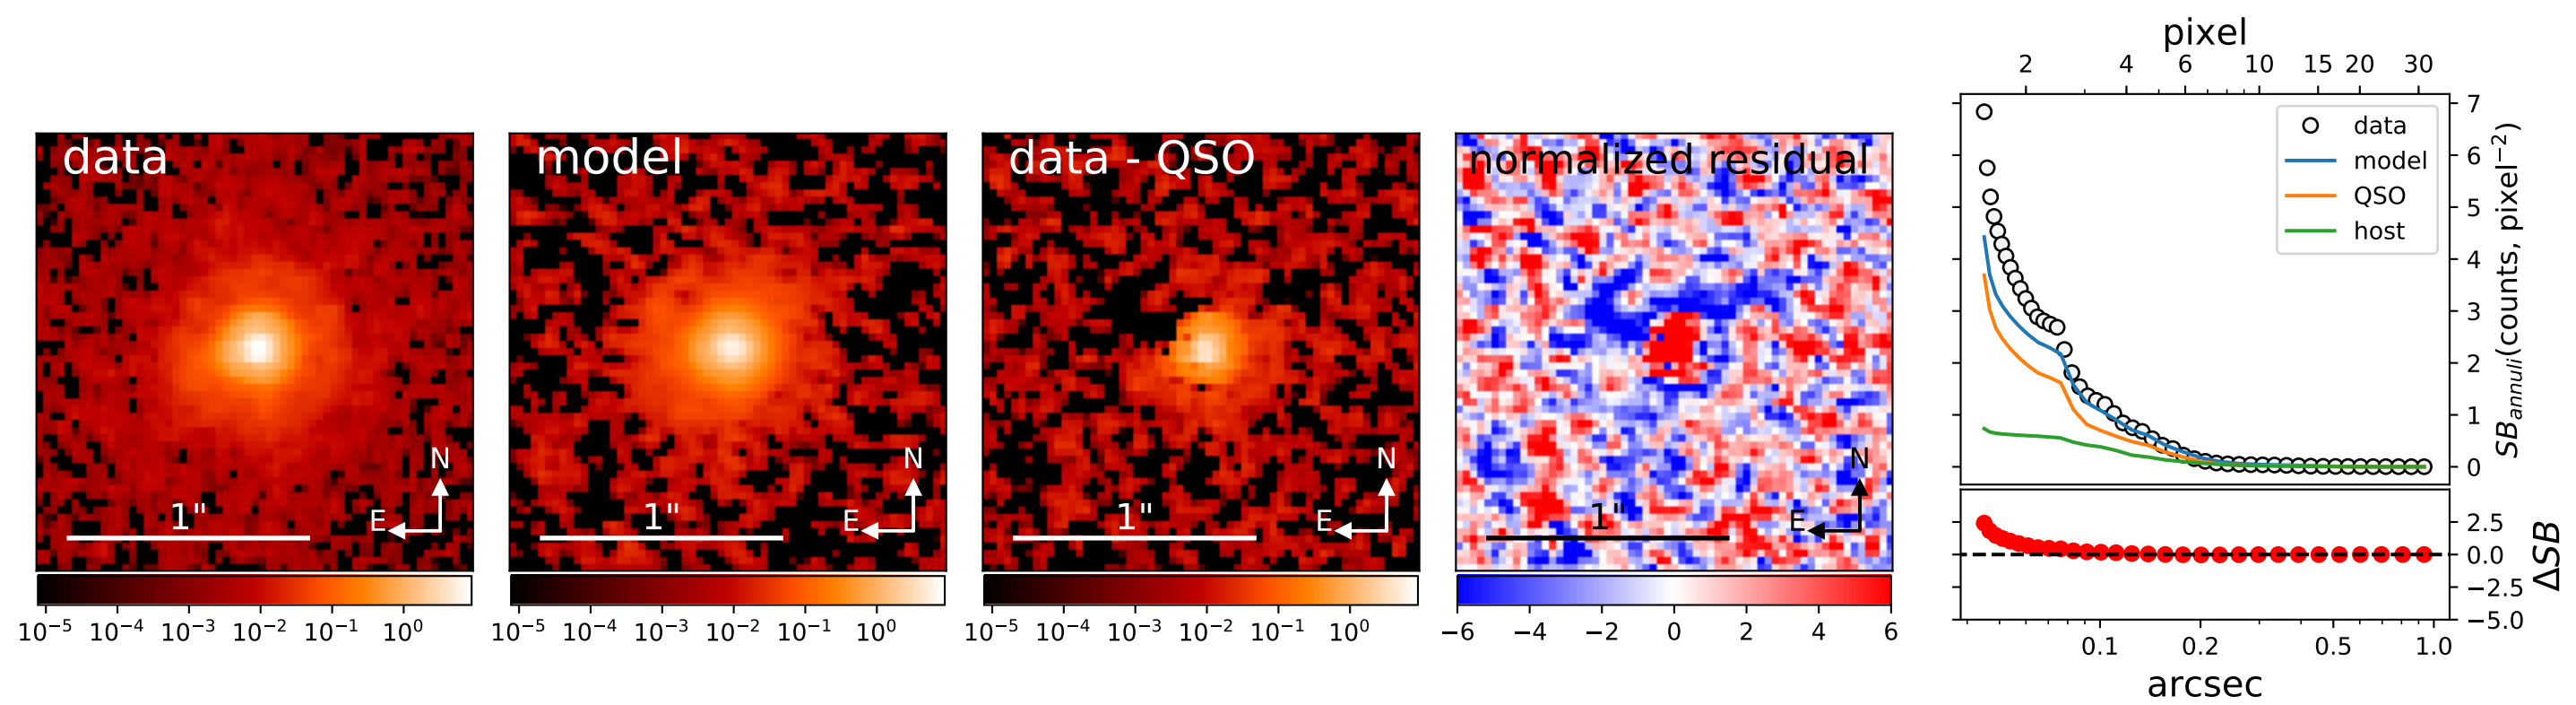 data
N
E
1"
10^{-5} 10^{-4} 10^{-3} 10^{-2} 10^{-1} 10^{0}
model
N
E
1"
10^{-5} 10^{-4} 10^{-3} 10^{-2} 10^{-1} 10^{0}
data - QSO
N
E
1"
10^{-5} 10^{-4} 10^{-3} 10^{-2} 10^{-1} 10^{0}
normalized residual
N
E
1"
−6 −4 −2 0 2 4 6
pixel
2 4 6 10 15 20 30
data
model
QSO
host
7
6
5
4
3
2
1
0
SB_{annuli}(counts, pixel^{−2})
2.5
0.0
−2.5
−5.0
ΔSB
0.1 0.2 0.5 1.0
arcsec